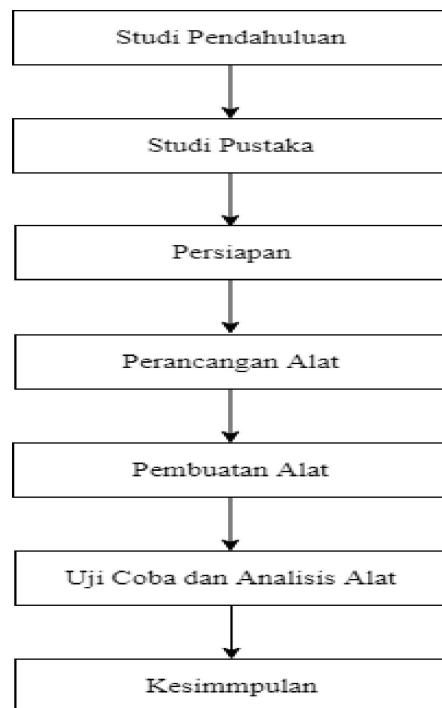 Studi Pendahuluan
Studi Pustaka
Persiapan
Perancangan Alat
Pembuatan Alat
Uji Coba dan Analisis Alat
Kesimmpulan